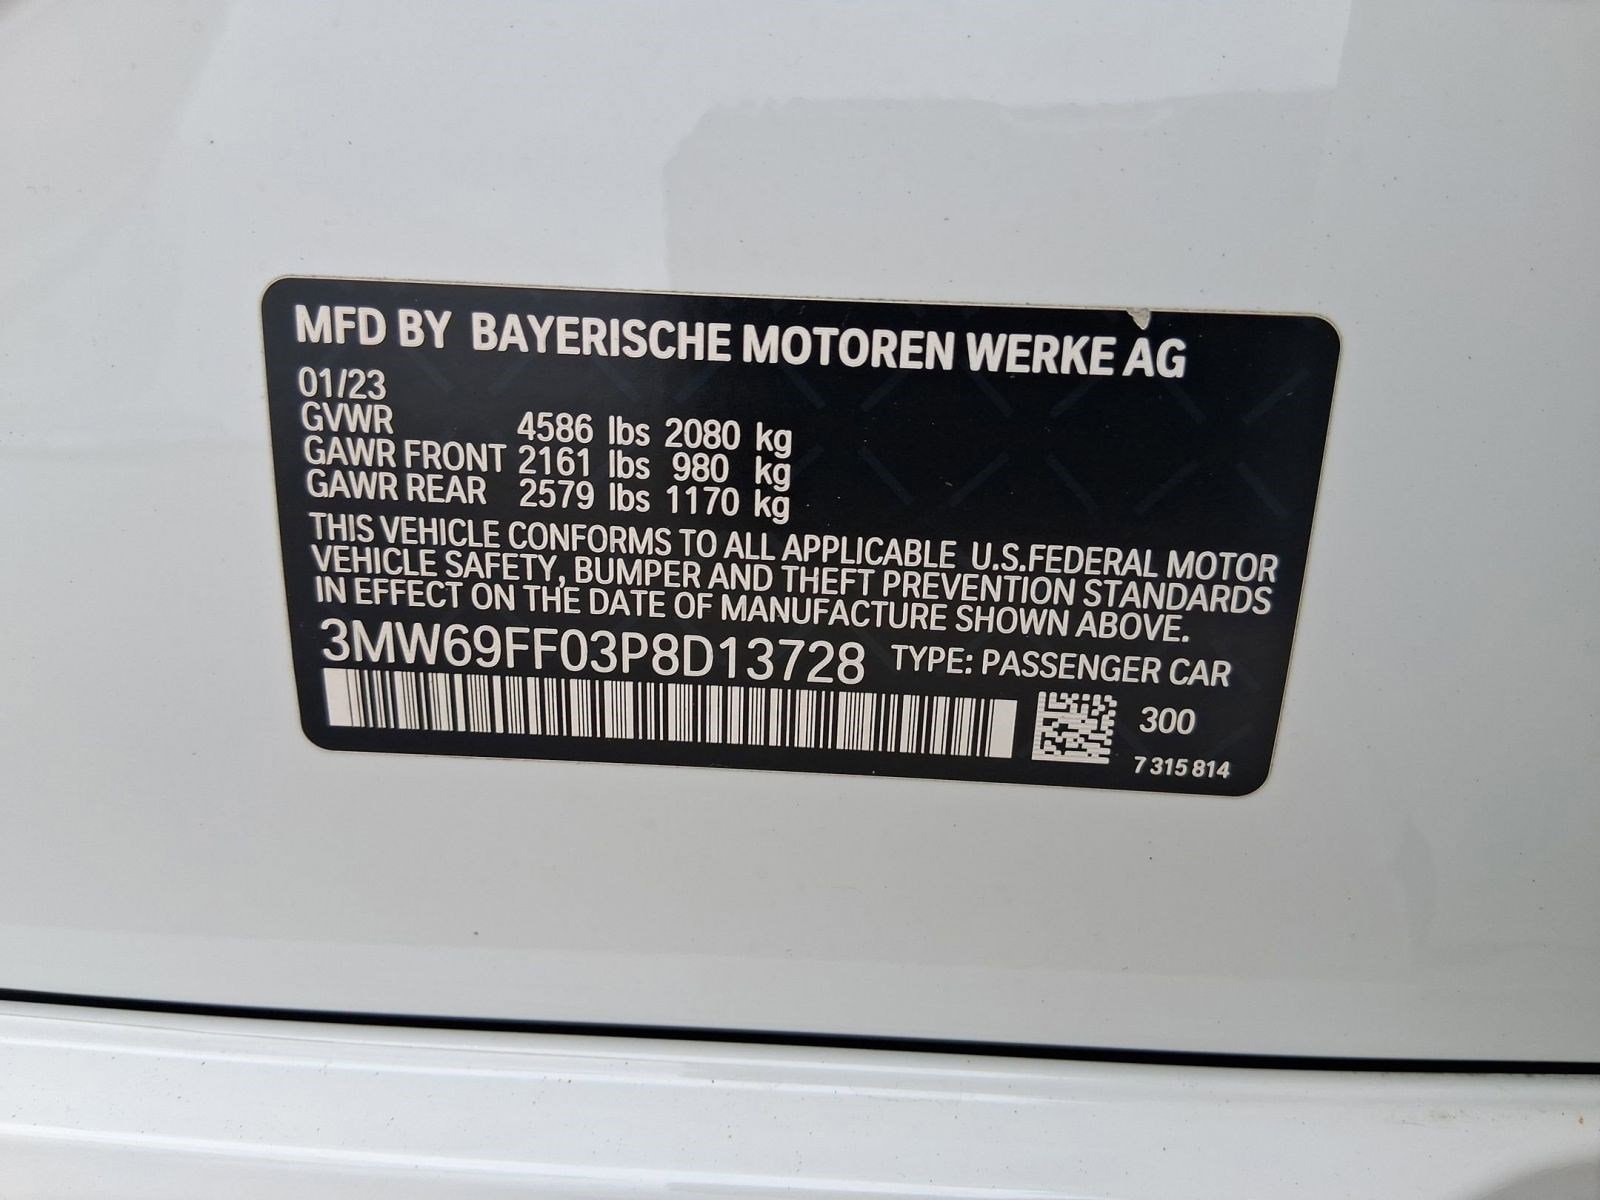 MFD BY BAYERISCHE MOTOREN WERKE AG
01/23
GVWR 4586 lbs 2080 kg
GAWR FRONT 2161 lbs 980 kg
GAWR REAR 2579 lbs 1170 kg
THIS VEHICLE CONFORMS TO ALL APPLICABLE U.S.FEDERAL MOTOR
VEHICLE SAFETY, BUMPER AND THEFT PREVENTION STANDARDS
IN EFFECT ON THE DATE OF MANUFACTURE SHOWN ABOVE.
3MW69FF03P8D13728 TYPE: PASSENGER CAR
300
7 315 814